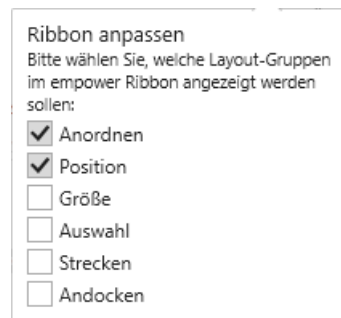 Ribbon anpassen
Bitte wählen Sie, welche Layout-Gruppen
im empower Ribbon angezeigt werden
sollen:
Anordnen
Position
Größe
Auswahl
Strecken
Andocken